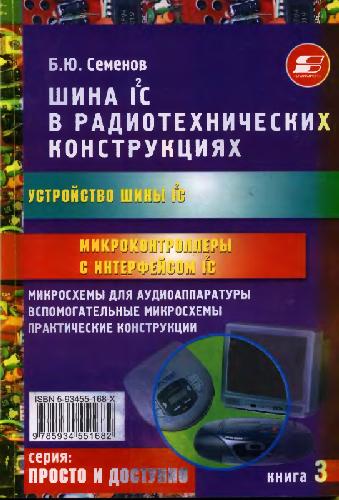 Б.Ю. Семенов
ШИНА I²C
В РАДИОТЕХНИЧЕСКИХ
КОНСТРУКЦИЯХ
УСТРОЙСТВО ШИНЫ I²C
МИКРОКОНТРОЛЛЕРЫ
С ИНТЕРФЕЙСОМ I²C
МИКРОСХЕМЫ ДЛЯ АУДИОАППАРАТУРЫ
ВСПОМОГАТЕЛЬНЫЕ МИКРОСХЕМЫ
ПРАКТИЧЕСКИЕ КОНСТРУКЦИИ
ISBN 5-93455-168-X
9785934551682
серия:
ПРОСТО И ДОСТУПНО
книга 3